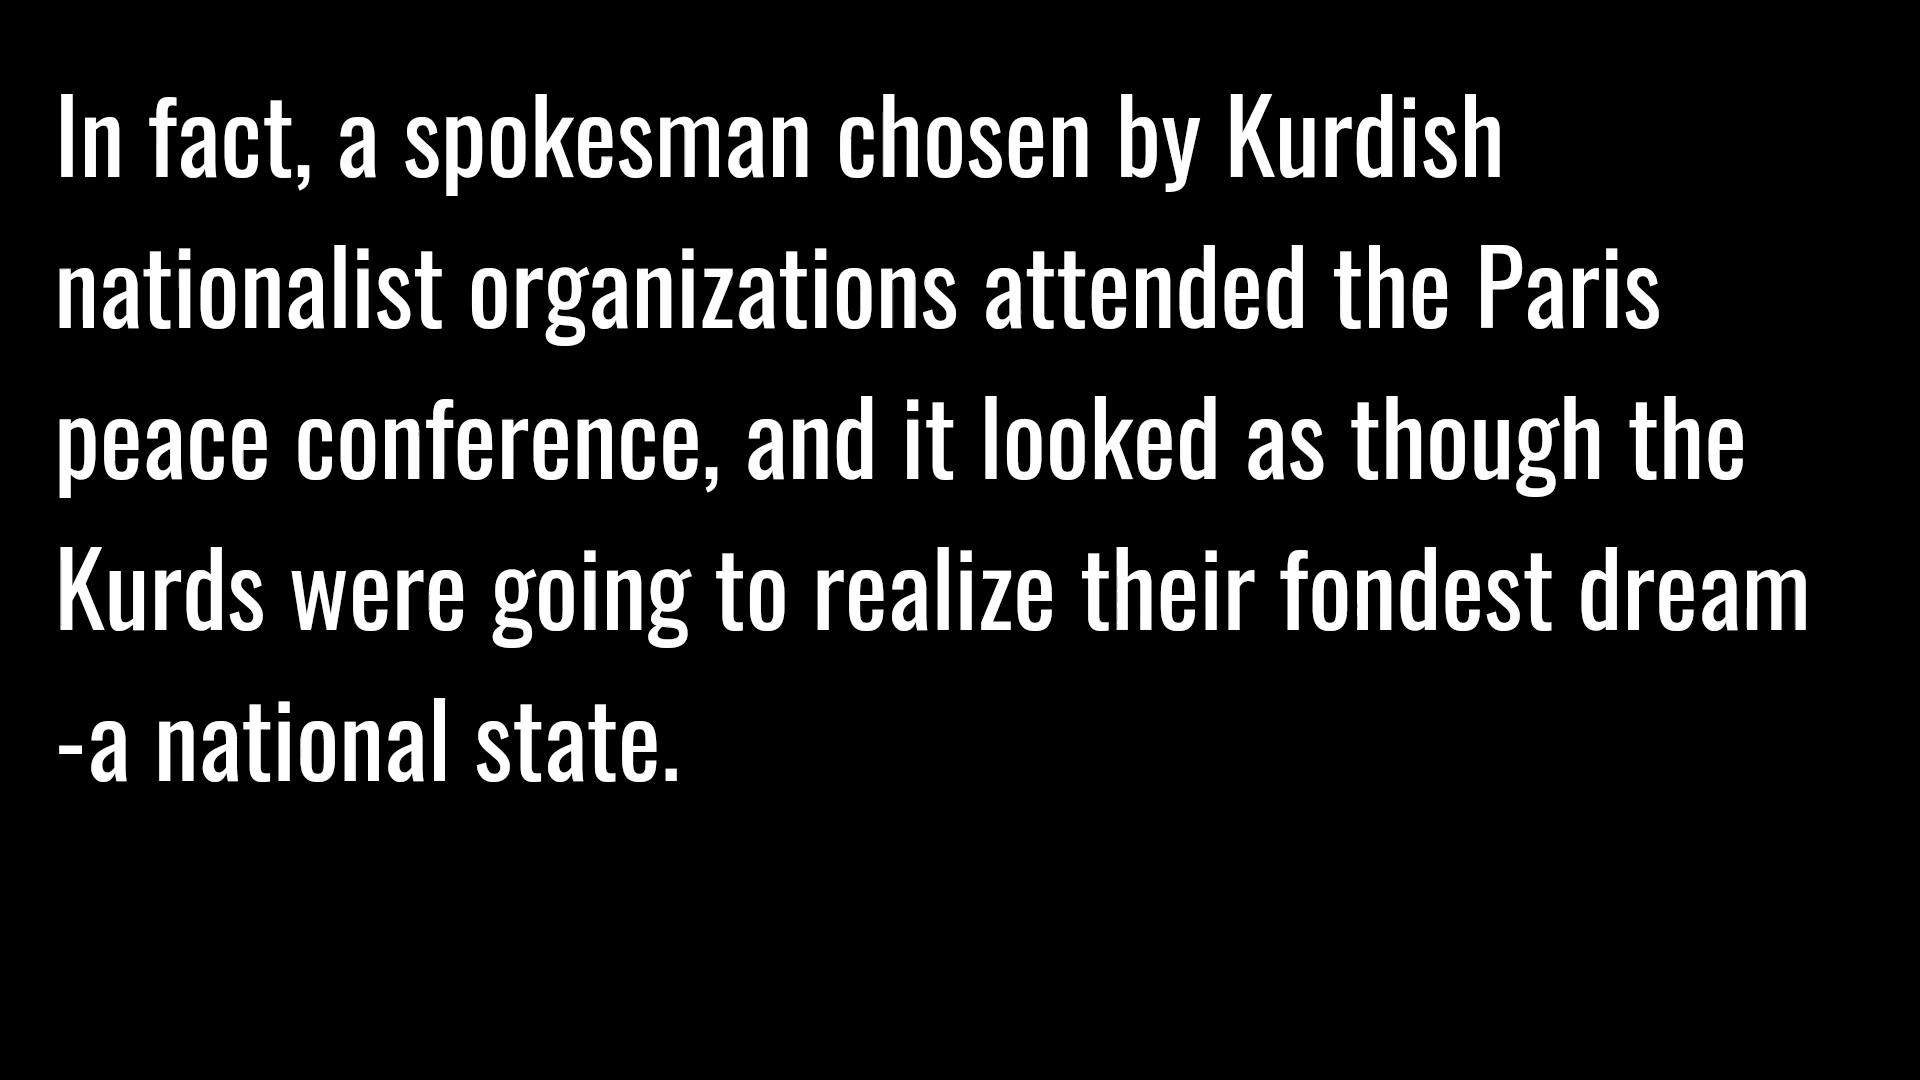 In fact, a spokesman chosen by Kurdish
nationalist organizations attended the Paris
peace conference, and it looked as though the
Kurds were going to realize their fondest dream
-a national state.